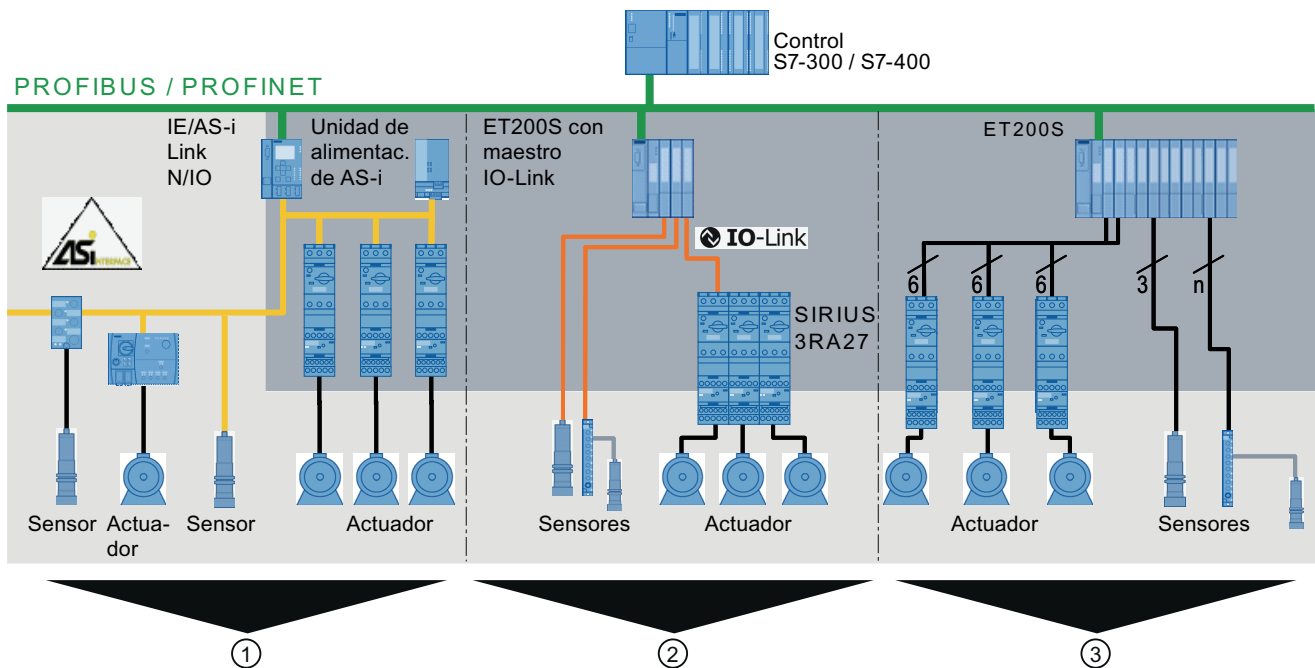 Control
S7-300 / S7-400
PROFIBUS / PROFINET
IE/AS-i
Link
N/IO
Unidad de
alimentac.
de AS-i
ET200S con
maestro
IO-Link
ET200S
ASi
INTERFACE
IO-Link
SIRIUS
3RA27
6
6
6
3
n
Sensor
Actua-
dor
Sensor
Actuador
Sensores
Actuador
Actuador
Sensores
1
2
3